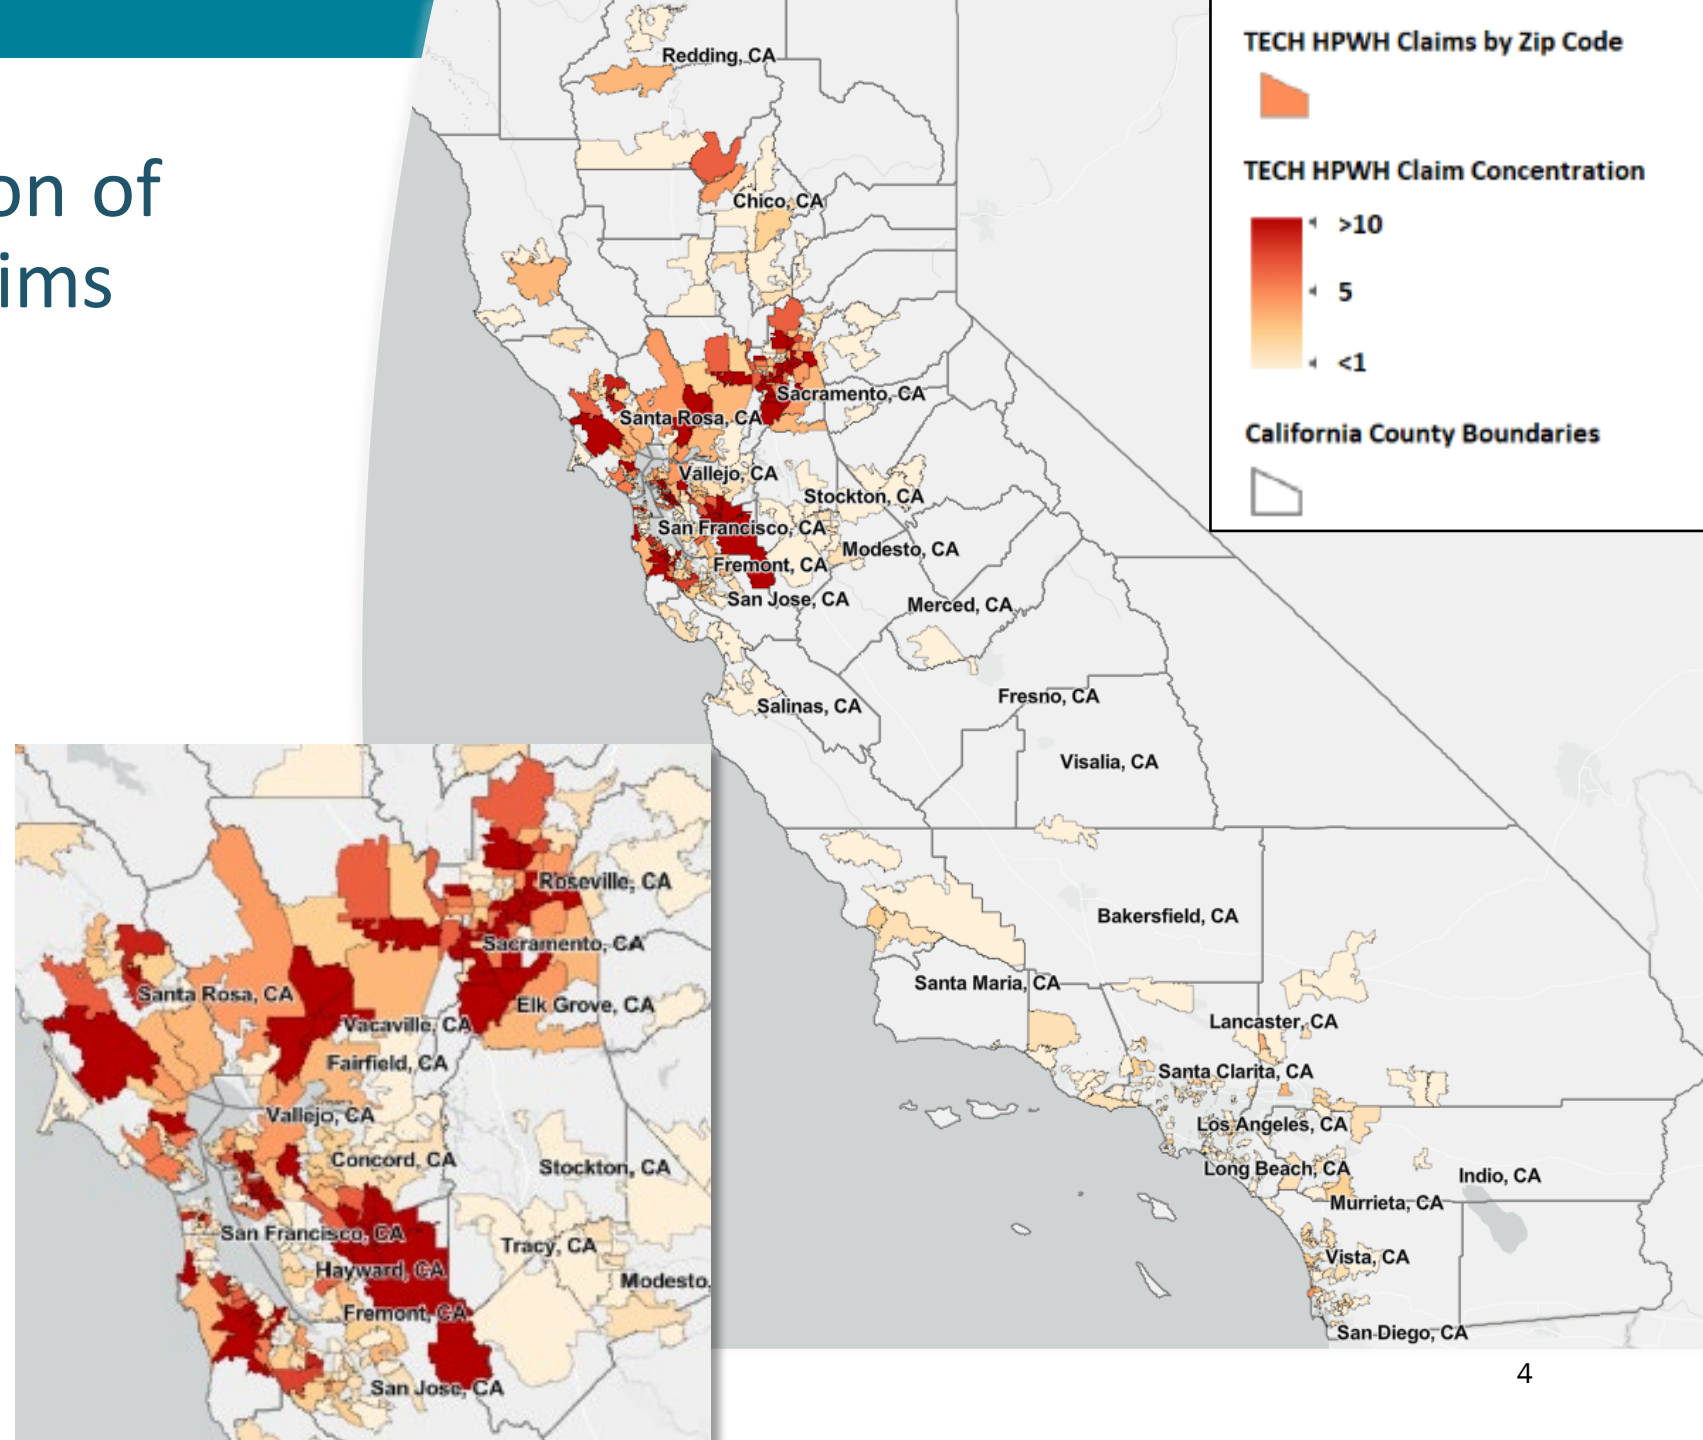 on of
ims
TECH HPWH Claims by Zip Code
TECH HPWH Claim Concentration
>10
5
<1
California County Boundaries
Redding, CA
Chico, CA
Sacramento, CA
Santa Rosa, CA
Vallejo, CA
Stockton, CA
San Francisco, CA
Modesto, CA
Fremont, CA
San Jose, CA
Merced, CA
Fresno, CA
Salinas, CA
Visalia, CA
Bakersfield, CA
Santa Maria, CA
Lancaster, CA
Santa Clarita, CA
Los Angeles, CA
Long Beach, CA
Indio, CA
Murrieta, CA
Vista, CA
San Diego, CA
Roseville, CA
Sacramento, CA
Santa Rosa, CA
Elk Grove, CA
Vacaville, CA
Fairfield, CA
Vallejo, CA
Concord, CA
Stockton, CA
San Francisco, CA
Tracy, CA
Hayward, CA
Modesto,
Fremont, CA
San Jose, CA
4